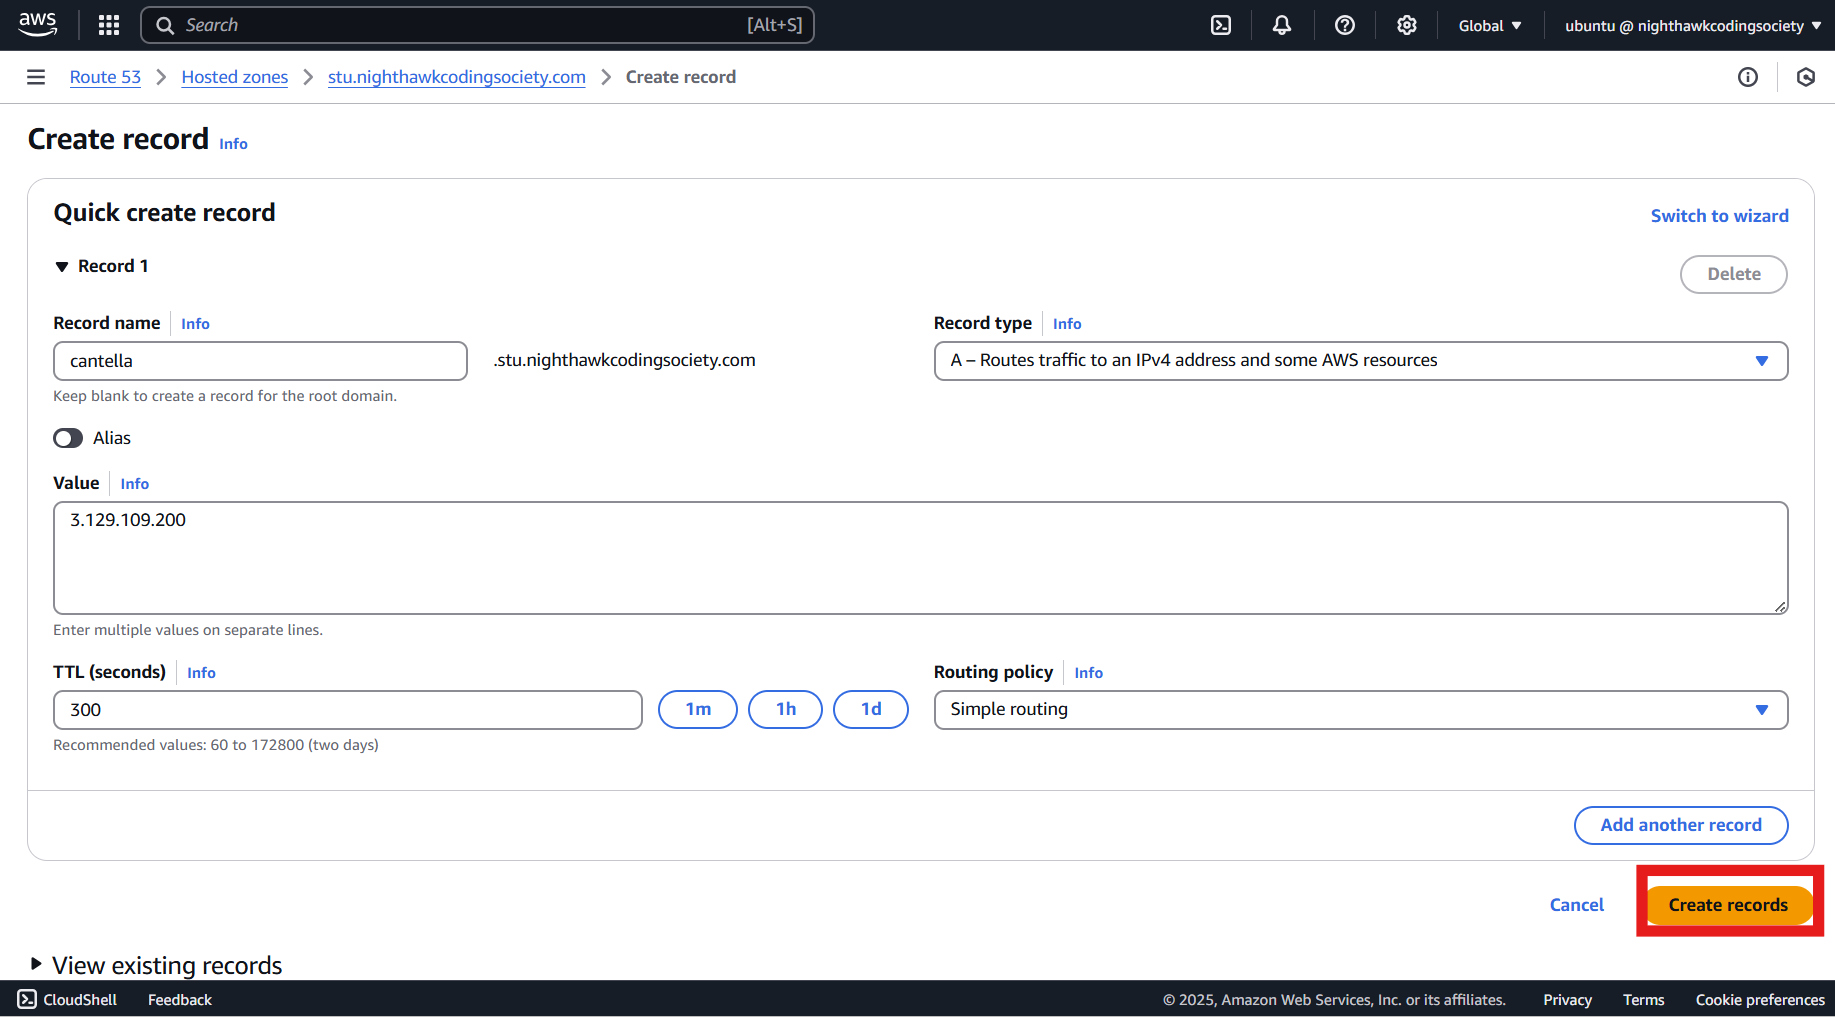 aws
Search [Alt+S]
Global
ubuntu @ nighthawkcodingsociety
Route 53 Hosted zones stu.nighthawkcodingsociety.com Create record
Create record Info
Quick create record
Switch to wizard
Record 1
Delete
Record name Info
cantella
.stu.nighthawkcodingsociety.com
Keep blank to create a record for the root domain.
Record type Info
A – Routes traffic to an IPv4 address and some AWS resources
Alias
Value Info
3.129.109.200
Enter multiple values on separate lines.
TTL (seconds) Info
300
1m 1h 1d
Recommended values: 60 to 172800 (two days)
Routing policy Info
Simple routing
Add another record
Cancel
Create records
View existing records
CloudShell Feedback
© 2025, Amazon Web Services, Inc. or its affiliates. Privacy Terms Cookie preferences